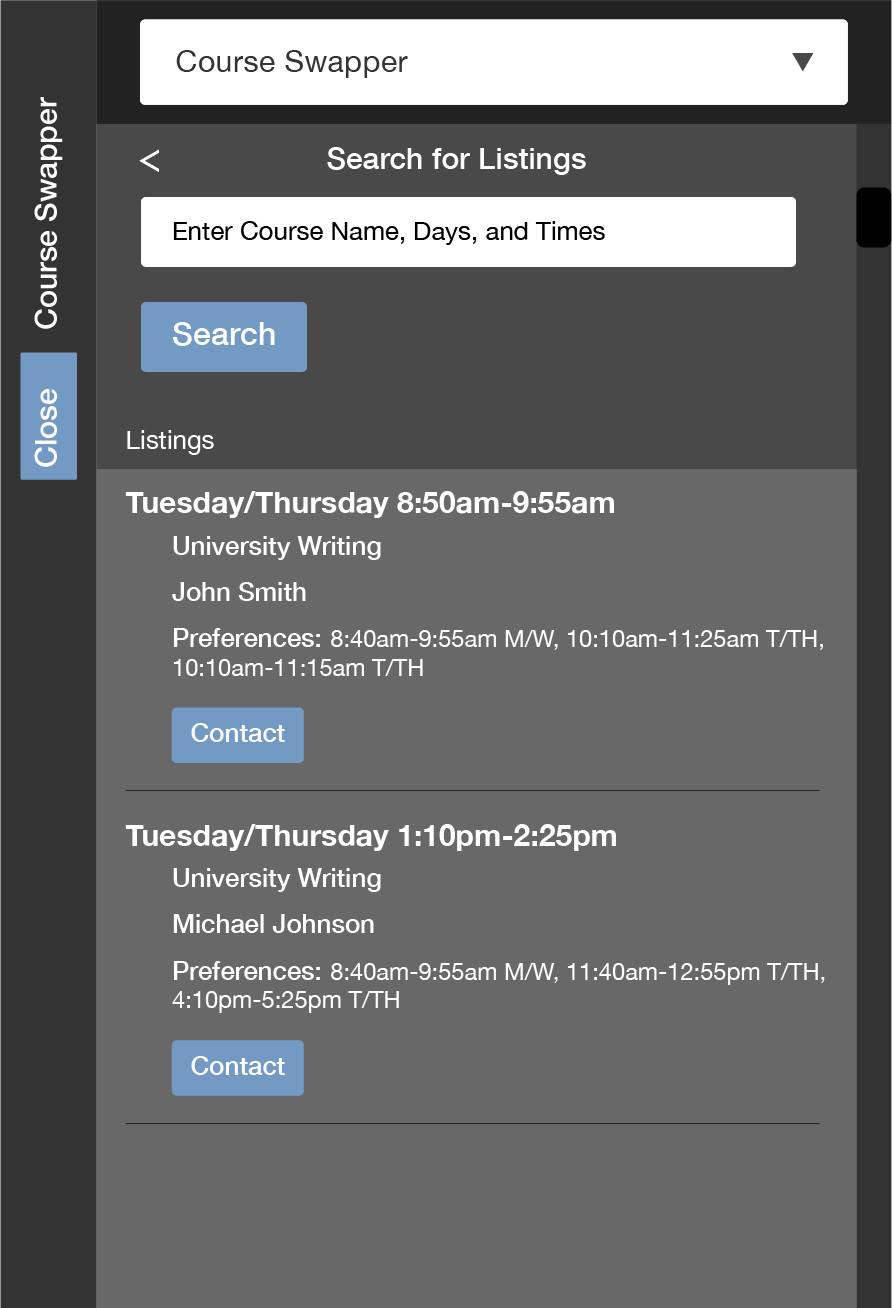 Course Swapper
Close
Course Swapper
<
Search for Listings
Enter Course Name, Days, and Times
Search
Listings
Tuesday/Thursday 8:50am-9:55am
University Writing
John Smith
Preferences: 8:40am-9:55am M/W, 10:10am-11:25am T/TH,
10:10am-11:15am T/TH
Contact
Tuesday/Thursday 1:10pm-2:25pm
University Writing
Michael Johnson
Preferences: 8:40am-9:55am M/W, 11:40am-12:55pm T/TH,
4:10pm-5:25pm T/TH
Contact